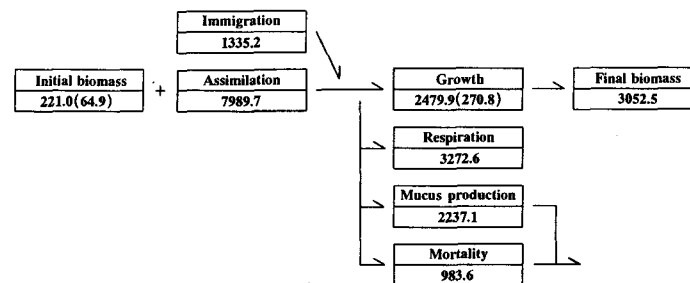 Immigration
1335.2
Initial biomass
221.0(64.9)
+
Assimilation
7989.7
Growth
2479.9(270.8)
Final biomass
3052.5
Respiration
3272.6
Mucus production
2237.1
Mortality
983.6